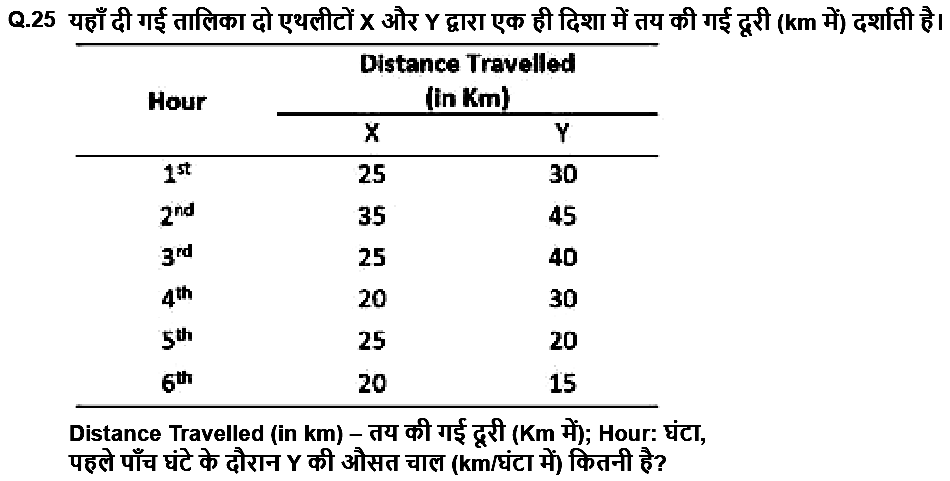 Q.25 यहाँ दी गई तालिका दो एथलीटों X और Y द्वारा एक ही दिशा में तय की गई दूरी (km में) दर्शाती है।
Distance Travelled
(in Km)
Hour
X Y
1st 25 30
2nd 35 45
3rd 25 40
4th 20 30
5th 25 20
6th 20 15
Distance Travelled (in km) – तय की गई दूरी (Km में); Hour: घंटा,
पहले पाँच घंटे के दौरान Y की औसत चाल (km/घंटा में) कितनी है?